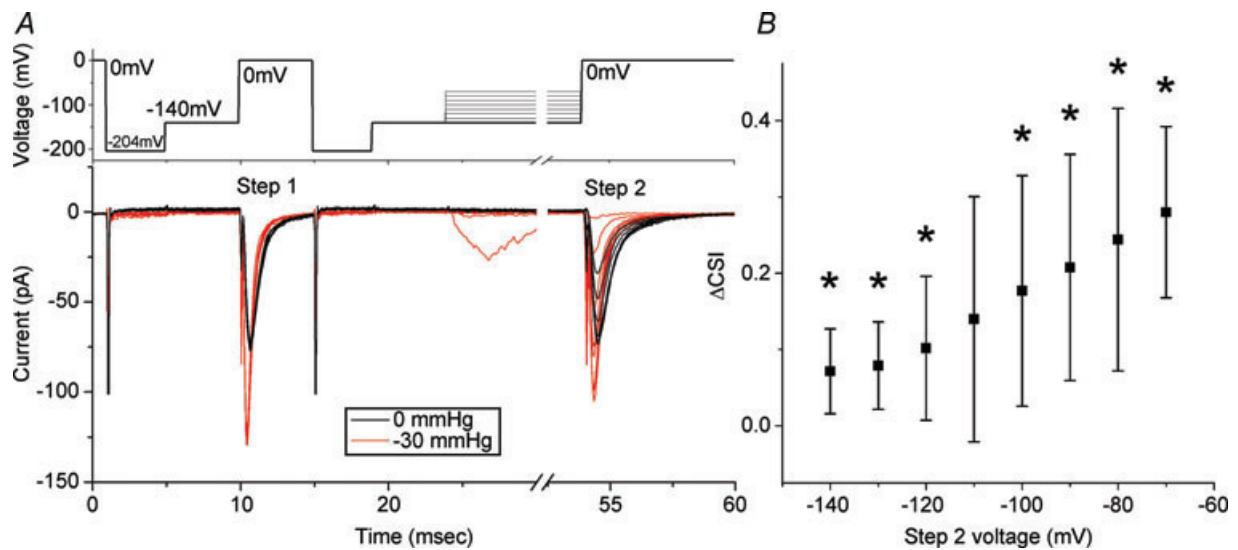 A
Voltage (mV)
0
-100
-200
0mV
-204mV
-140mV
0mV
0mV
Step 1
Step 2
Current (pA)
0
-50
-100
-150
0 mmHg
-30 mmHg
0
10
20
55
60
Time (msec)
B
ΔCSI
0.4
0.2
0.0
* * * * * * *
-140
-120
-100
-80
-60
Step 2 voltage (mV)